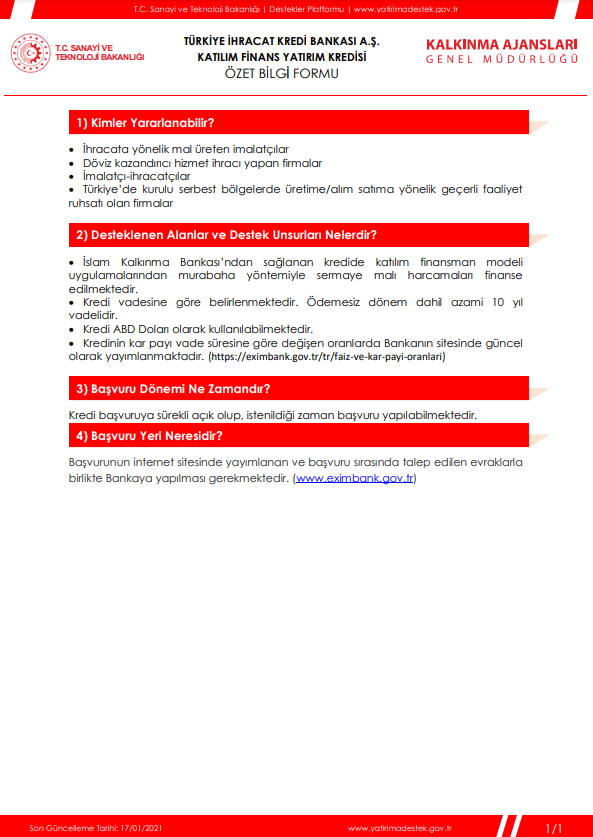 T.C. Sanayi ve Teknoloji Bakanlığı | Destekler Platformu | www.yatirimadestek.gov.tr
T.C. SANAYİ VE
TEKNOLOJİ BAKANLIĞI
TÜRKİYE İHRACAT KREDİ BANKASI A.Ş.
KATILIM FİNANS YATIRIM KREDİSİ
ÖZET BİLGİ FORMU
KALKINMA AJANSLARI
GENEL MÜDÜRLÜĞÜ
1) Kimler Yararlanabilir?
• İhracata yönelik mal üreten imalatçılar
• Döviz kazandırıcı hizmet ihracı yapan firmalar
• İmalatçı-ihracatçılar
• Türkiye'de kurulu serbest bölgelerde üretime/alım satıma yönelik geçerli faaliyet
ruhsatı olan firmalar
2) Desteklenen Alanlar ve Destek Unsurları Nelerdir?
• İslam Kalkınma Bankası'ndan sağlanan kredide katılım finansman modeli
uygulamalarından murabaha yöntemiyle sermaye malı harcamaları finanse
edilmektedir.
• Kredi vadesine göre belirlenmektedir. Ödemesiz dönem dahil azami 10 yıl
vadelidir.
• Kredi ABD Doları olarak kullanılabilmektedir.
• Kredinin kar payı vade süresine göre değişen oranlarda Bankanın sitesinde güncel
olarak yayımlanmaktadır. (https://eximbank.gov.tr/tr/faiz-ve-kar-payi-oranlari)
3) Başvuru Dönemi Ne Zamandır?
Kredi başvuruya sürekli açık olup, istenildiği zaman başvuru yapılabilmektedir.
4) Başvuru Yeri Neresidir?
Başvurunun internet sitesinde yayımlanan ve başvuru sırasında talep edilen evraklarla
birlikte Bankaya yapılması gerekmektedir. (www.eximbank.gov.tr)
Son Güncelleme Tarihi: 17/01/2021
www.yatirimadestek.gov.tr
1/1